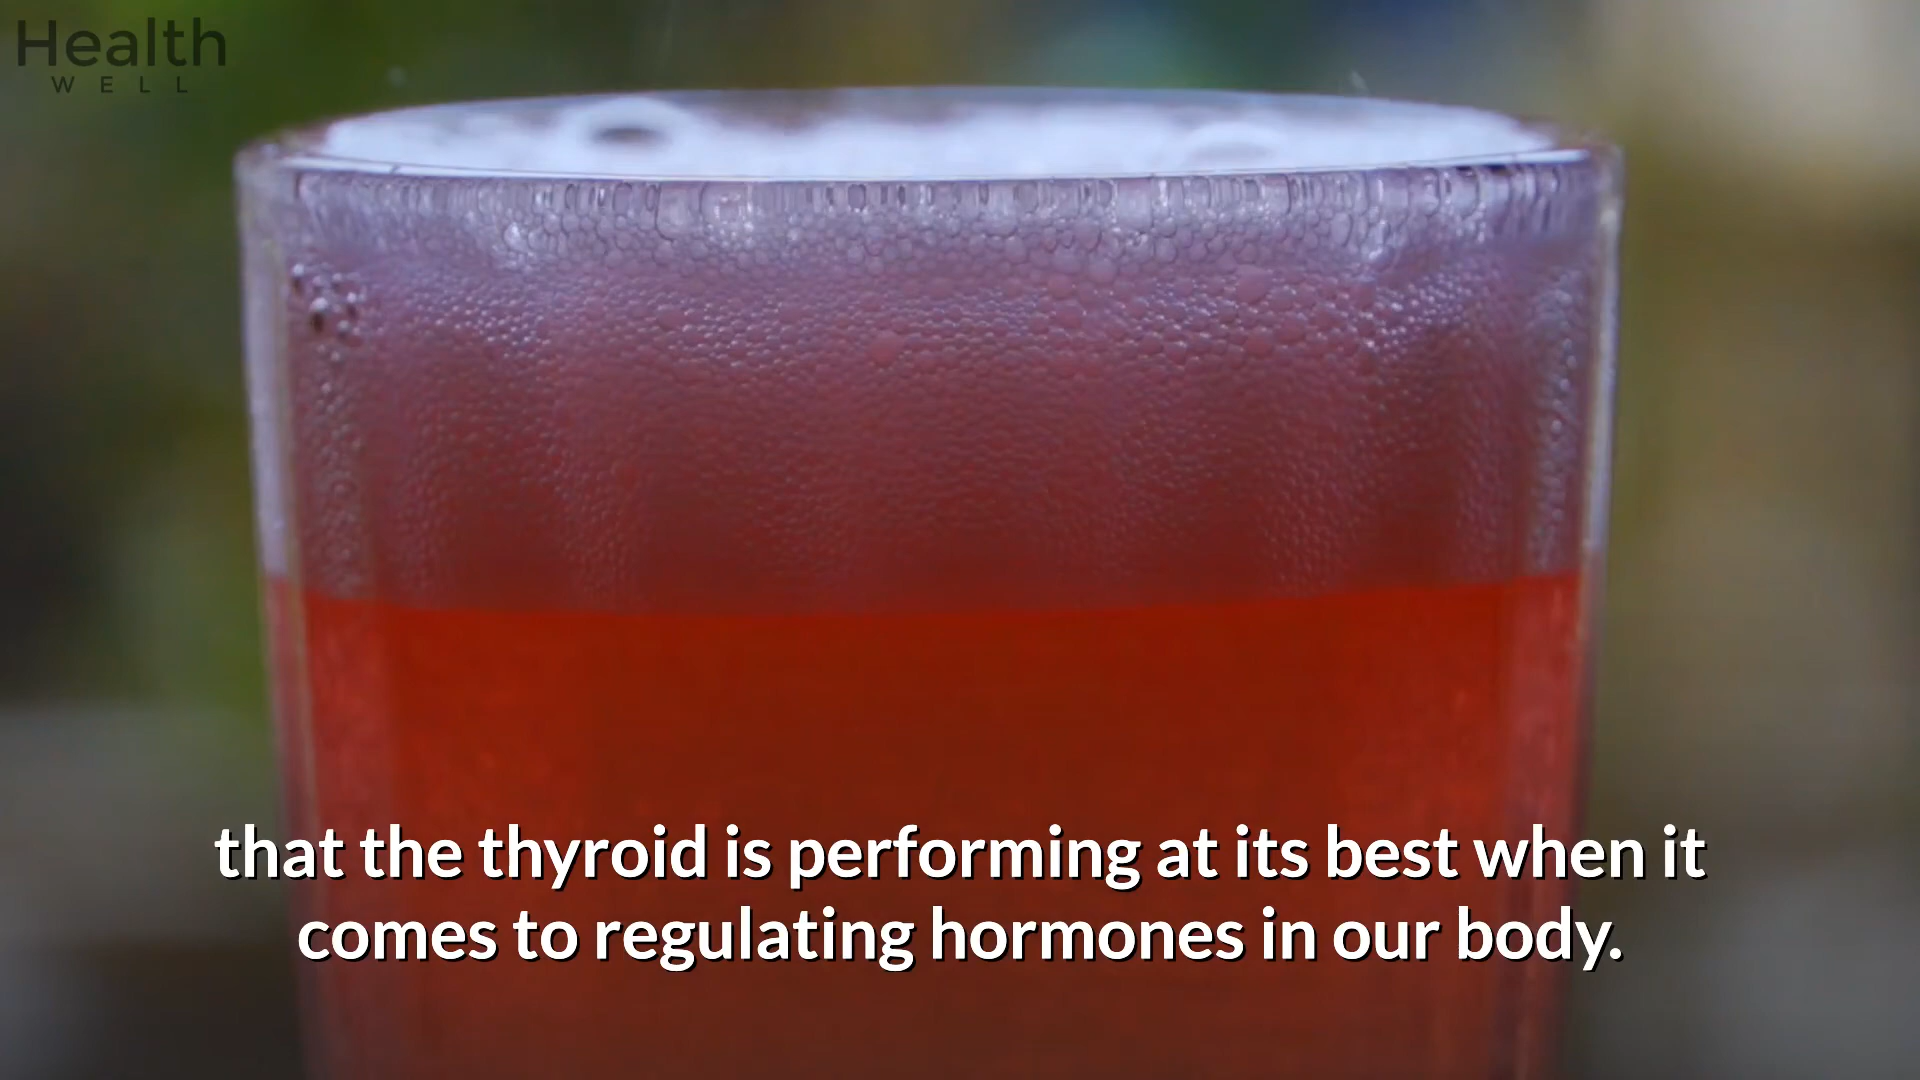 Health
WELL
that the thyroid is performing at its best when it
comes to regulating hormones in our body.